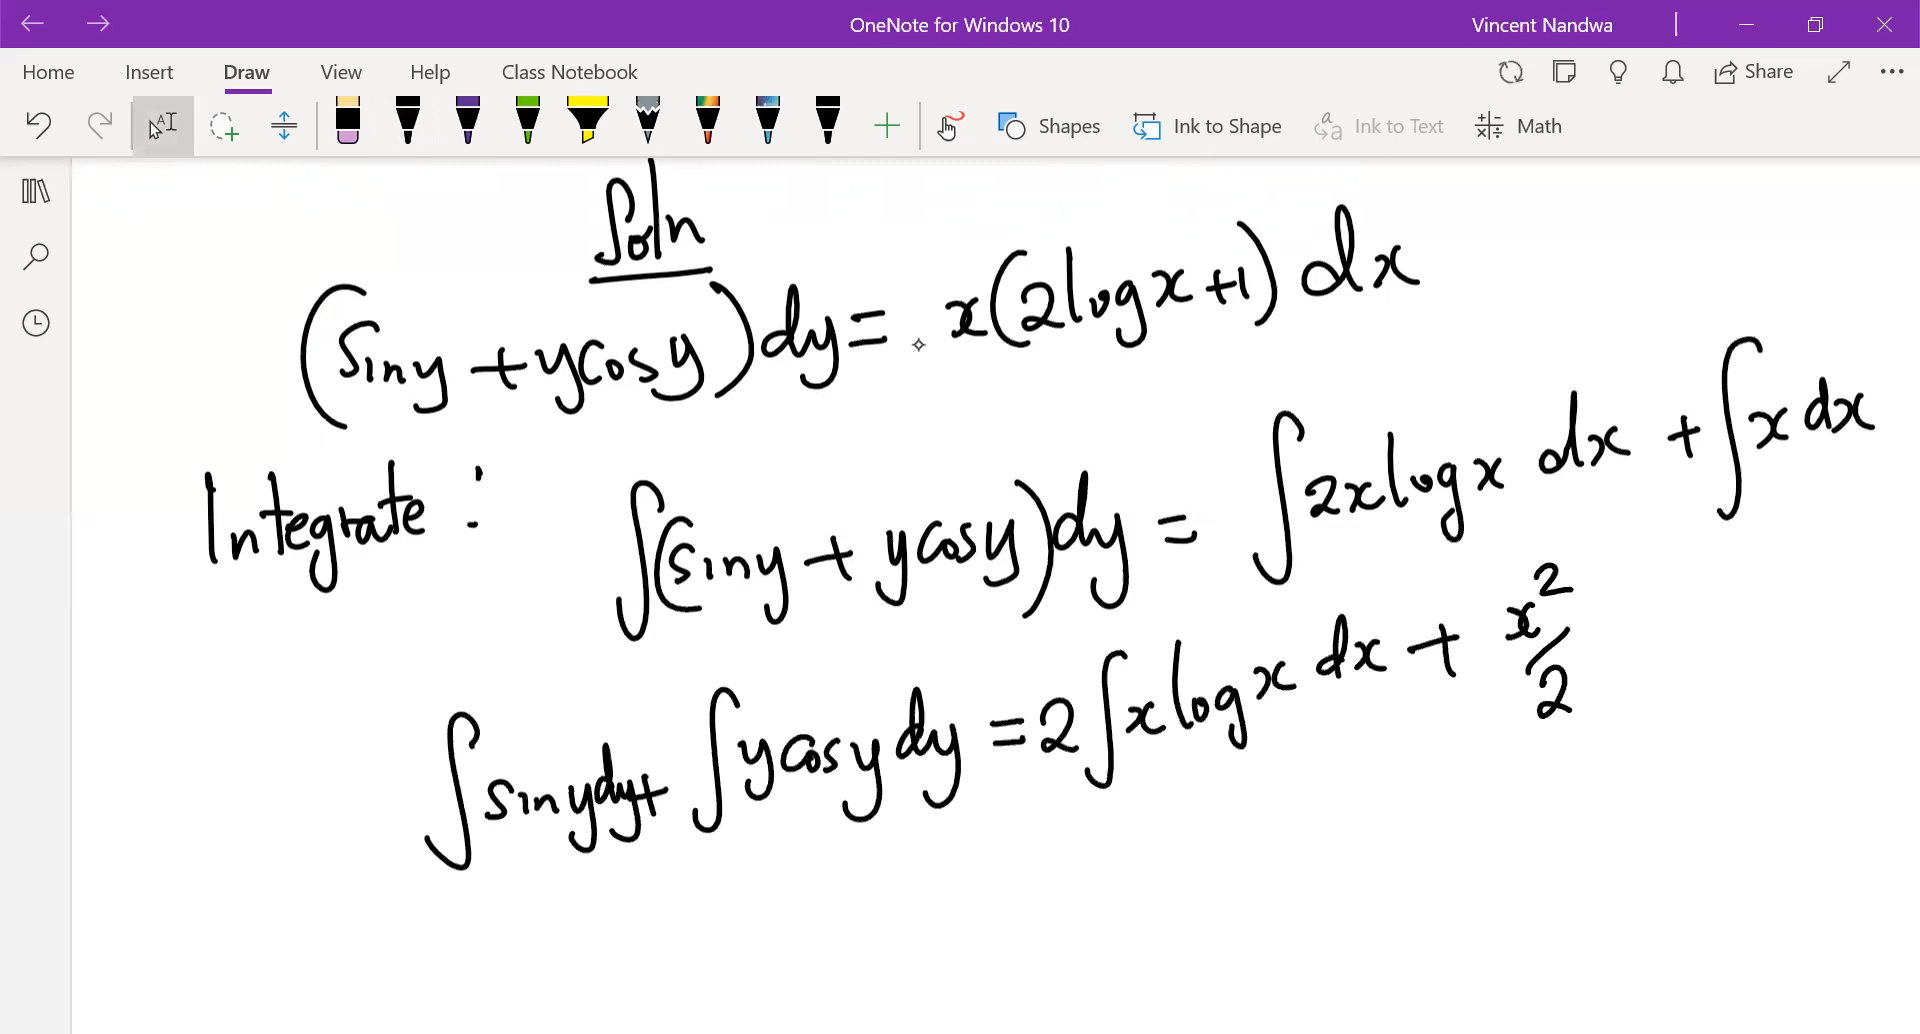 OneNote for Windows 10 Vincent Nandwa
Home Insert Draw View Help Class Notebook Share
Shapes Ink to Shape Ink to Text Math
Soln
(siny + ycosy) dy = x(2logx+1) dx
Integrate : ∫(siny + ycosy)dy = ∫2xlogx dx + ∫x dx
∫sinydy+ ∫ycosydy = 2∫xlogx dx + x²/2